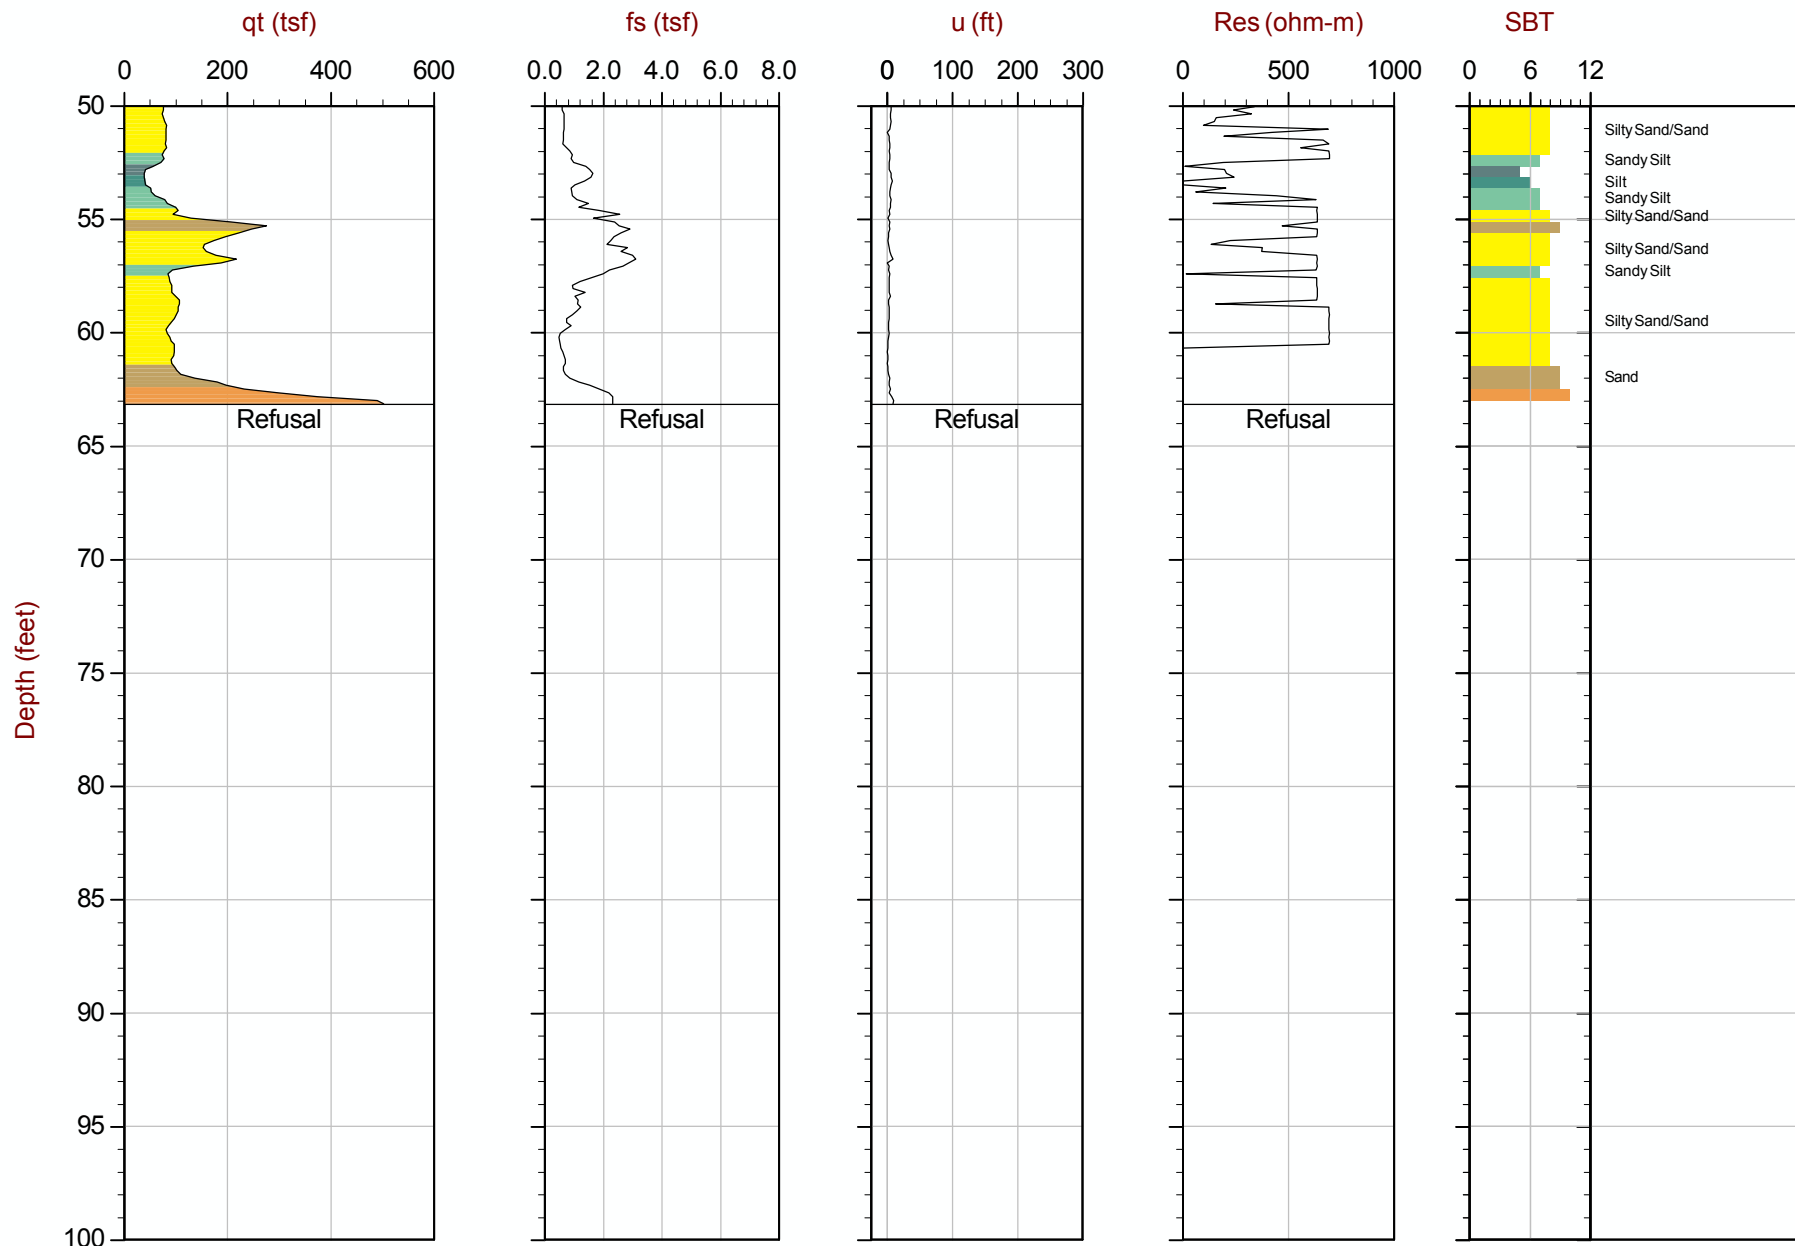 qt (tsf) fs (tsf) u (ft) Res (ohm-m) SBT
0 200 400 600 0.0 2.0 4.0 6.0 8.0 0 100 200 300 0 500 1000 0 6 12
50
Silty Sand/Sand
Sandy Silt
Silt
Sandy Silt
Silty Sand/Sand
55
Silty Sand/Sand
Sandy Silt
Silty Sand/Sand
60
Sand
Refusal Refusal Refusal Refusal
65
70
Depth (feet)
75
80
85
90
95
100